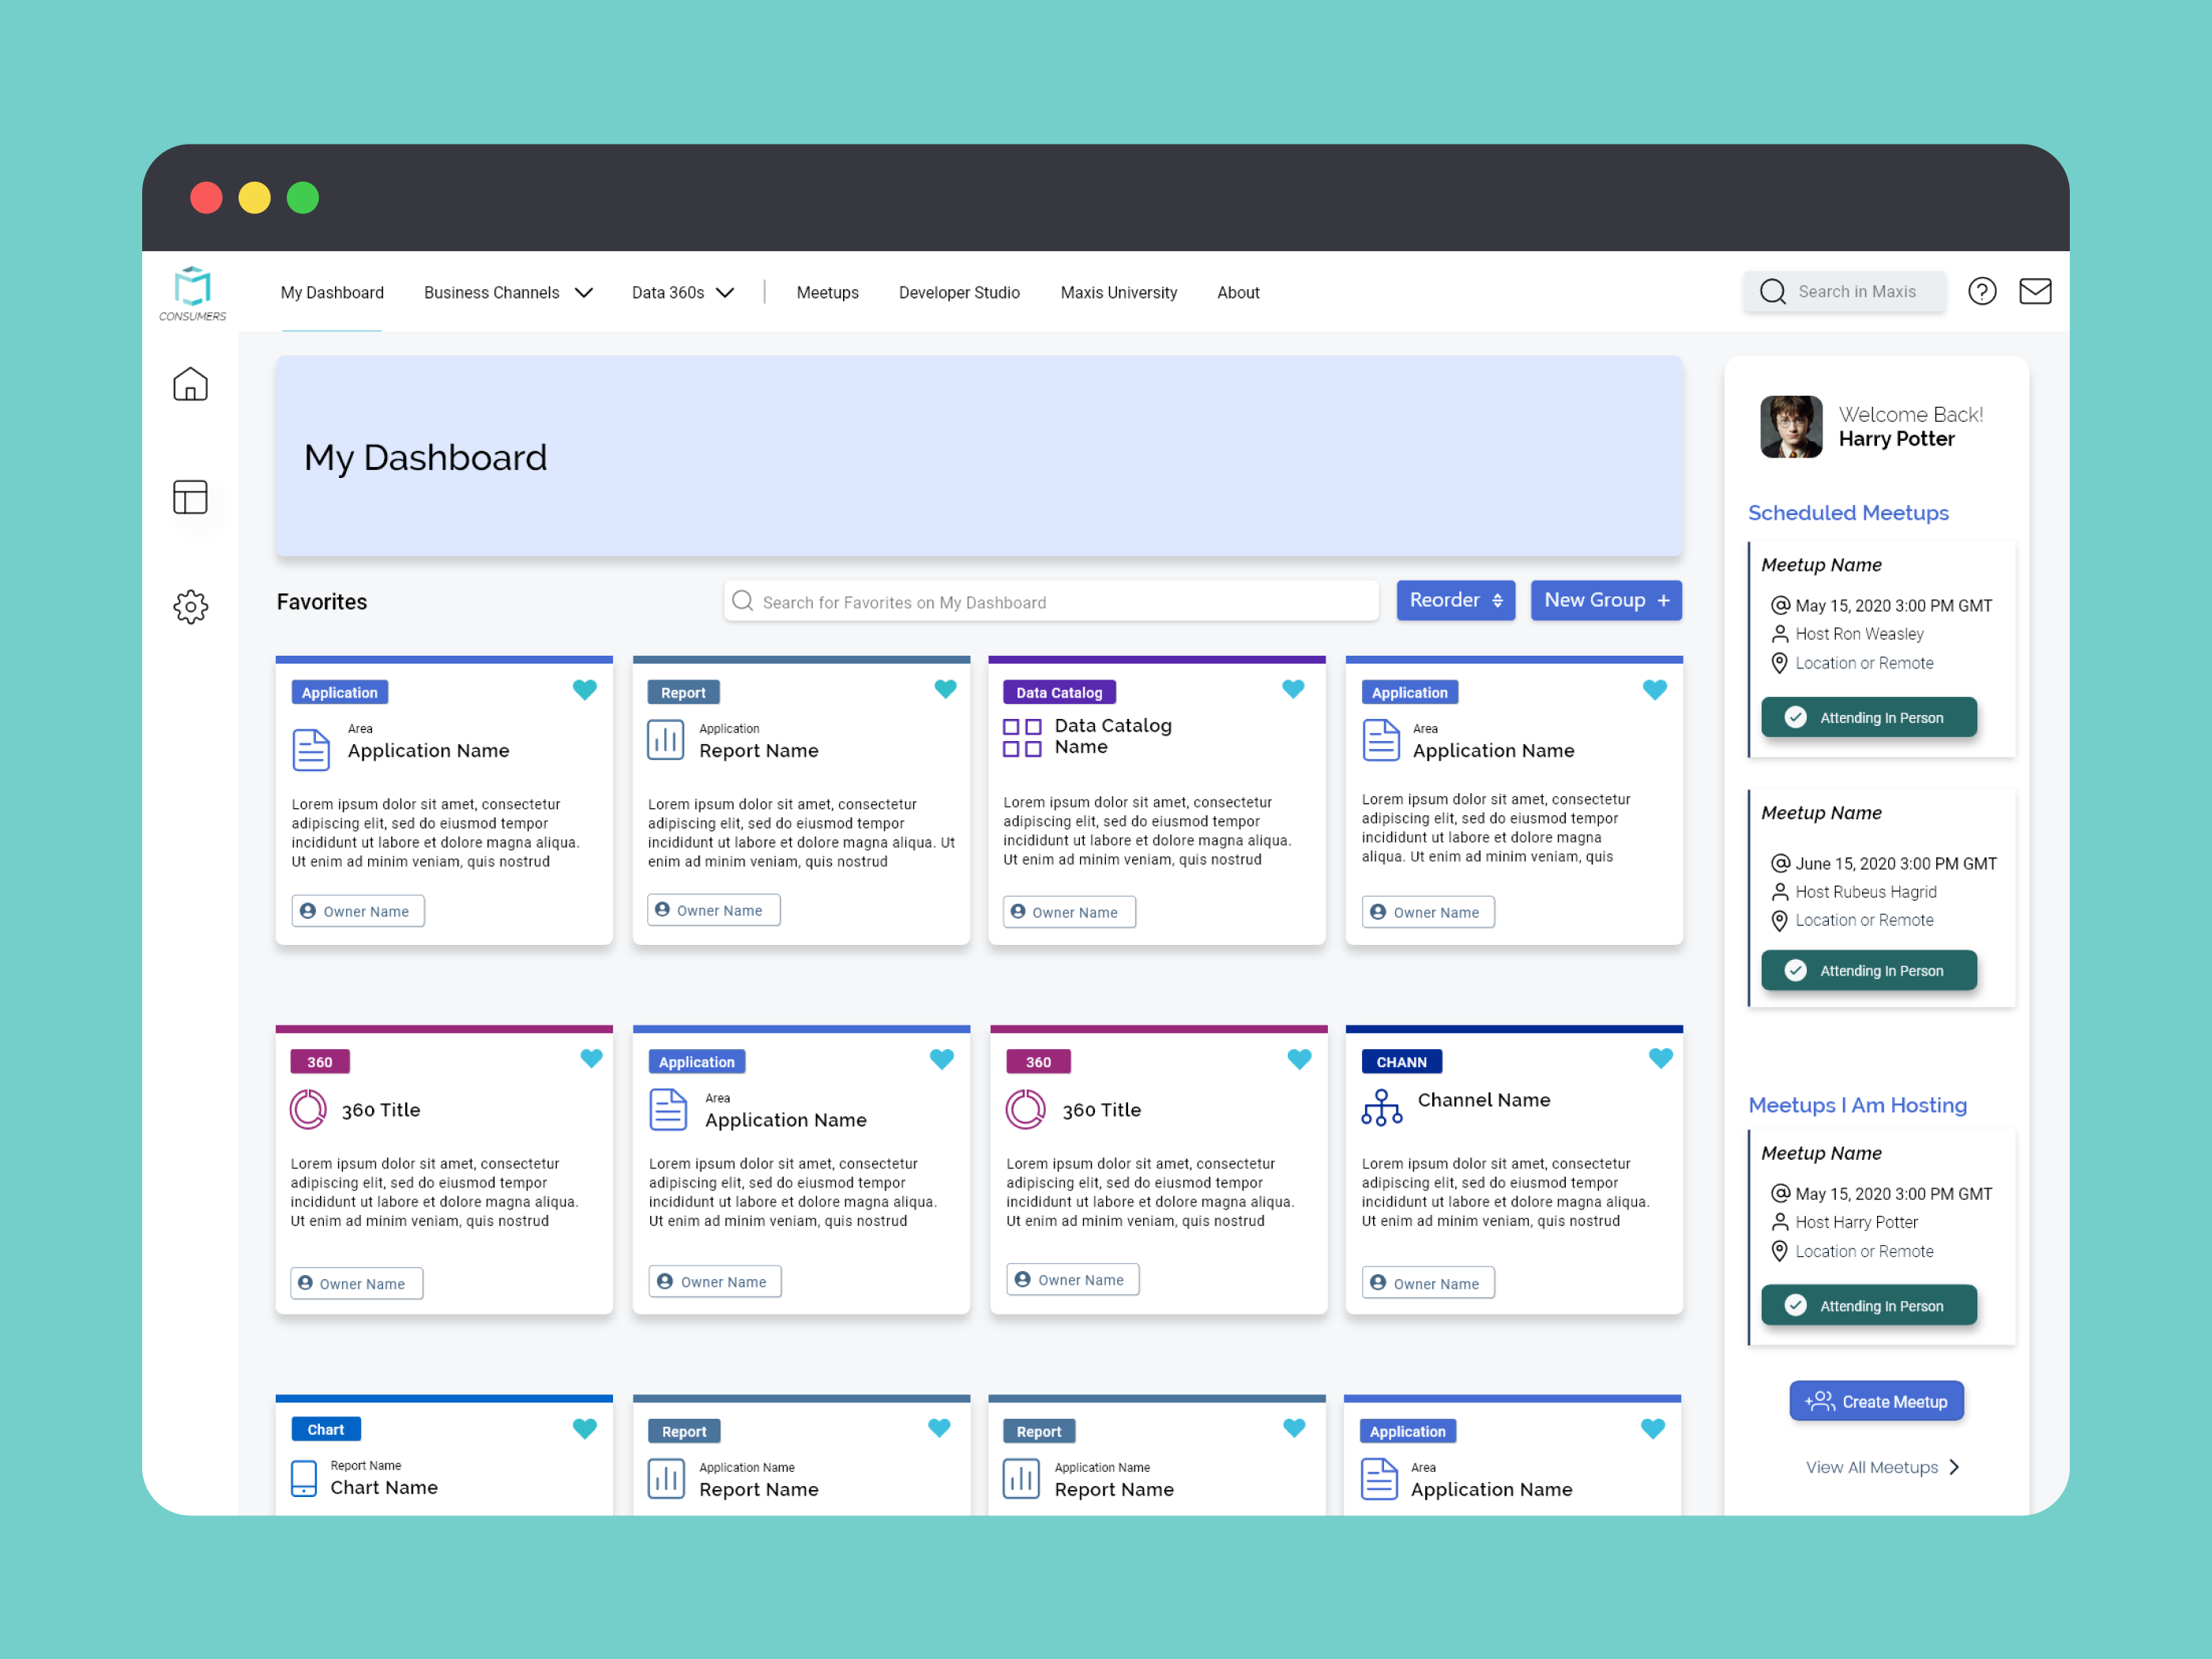 CONSUMERS
My Dashboard
Business Channels
Data 360s
Meetups
Developer Studio
Maxis University
About
Search in Maxis
My Dashboard
Favorites
Search for Favorites on My Dashboard
Reorder
New Group +
Application
Area
Application Name
Lorem ipsum dolor sit amet, consectetur
adipiscing elit, sed do eiusmod tempor
incididunt ut labore et dolore magna aliqua.
Ut enim ad minim veniam, quis nostrud
Owner Name
Report
Application
Report Name
Lorem ipsum dolor sit amet, consectetur
adipiscing elit, sed do eiusmod tempor
incididunt ut labore et dolore magna aliqua. Ut
enim ad minim veniam, quis nostrud
Owner Name
Data Catalog
Data Catalog
Name
Lorem ipsum dolor sit amet, consectetur
adipiscing elit, sed do eiusmod tempor
incididunt ut labore et dolore magna aliqua.
Ut enim ad minim veniam, quis nostrud
Owner Name
Application
Area
Application Name
Lorem ipsum dolor sit amet, consectetur
adipiscing elit, sed do eiusmod tempor
incididunt ut labore et dolore magna
aliqua. Ut enim ad minim veniam, quis
Owner Name
360
360 Title
Lorem ipsum dolor sit amet, consectetur
adipiscing elit, sed do eiusmod tempor
incididunt ut labore et dolore magna aliqua.
Ut enim ad minim veniam, quis nostrud
Owner Name
Application
Area
Application Name
Lorem ipsum dolor sit amet, consectetur
adipiscing elit, sed do eiusmod tempor
incididunt ut labore et dolore magna aliqua.
Ut enim ad minim veniam, quis nostrud
Owner Name
360
360 Title
Lorem ipsum dolor sit amet, consectetur
adipiscing elit, sed do eiusmod tempor
incididunt ut labore et dolore magna aliqua.
Ut enim ad minim veniam, quis nostrud
Owner Name
CHANN
Channel Name
Lorem ipsum dolor sit amet, consectetur
adipiscing elit, sed do eiusmod tempor
incididunt ut labore et dolore magna aliqua.
Ut enim ad minim veniam, quis nostrud
Owner Name
Chart
Report Name
Chart Name
Report
Application Name
Report Name
Report
Application Name
Report Name
Application
Area
Application Name
Welcome Back!
Harry Potter
Scheduled Meetups
Meetup Name
@ May 15, 2020 3:00 PM GMT
Host Ron Weasley
Location or Remote
Attending In Person
Meetup Name
@ June 15, 2020 3:00 PM GMT
Host Rubeus Hagrid
Location or Remote
Attending In Person
Meetups I Am Hosting
Meetup Name
@ May 15, 2020 3:00 PM GMT
Host Harry Potter
Location or Remote
Attending In Person
Create Meetup
View All Meetups